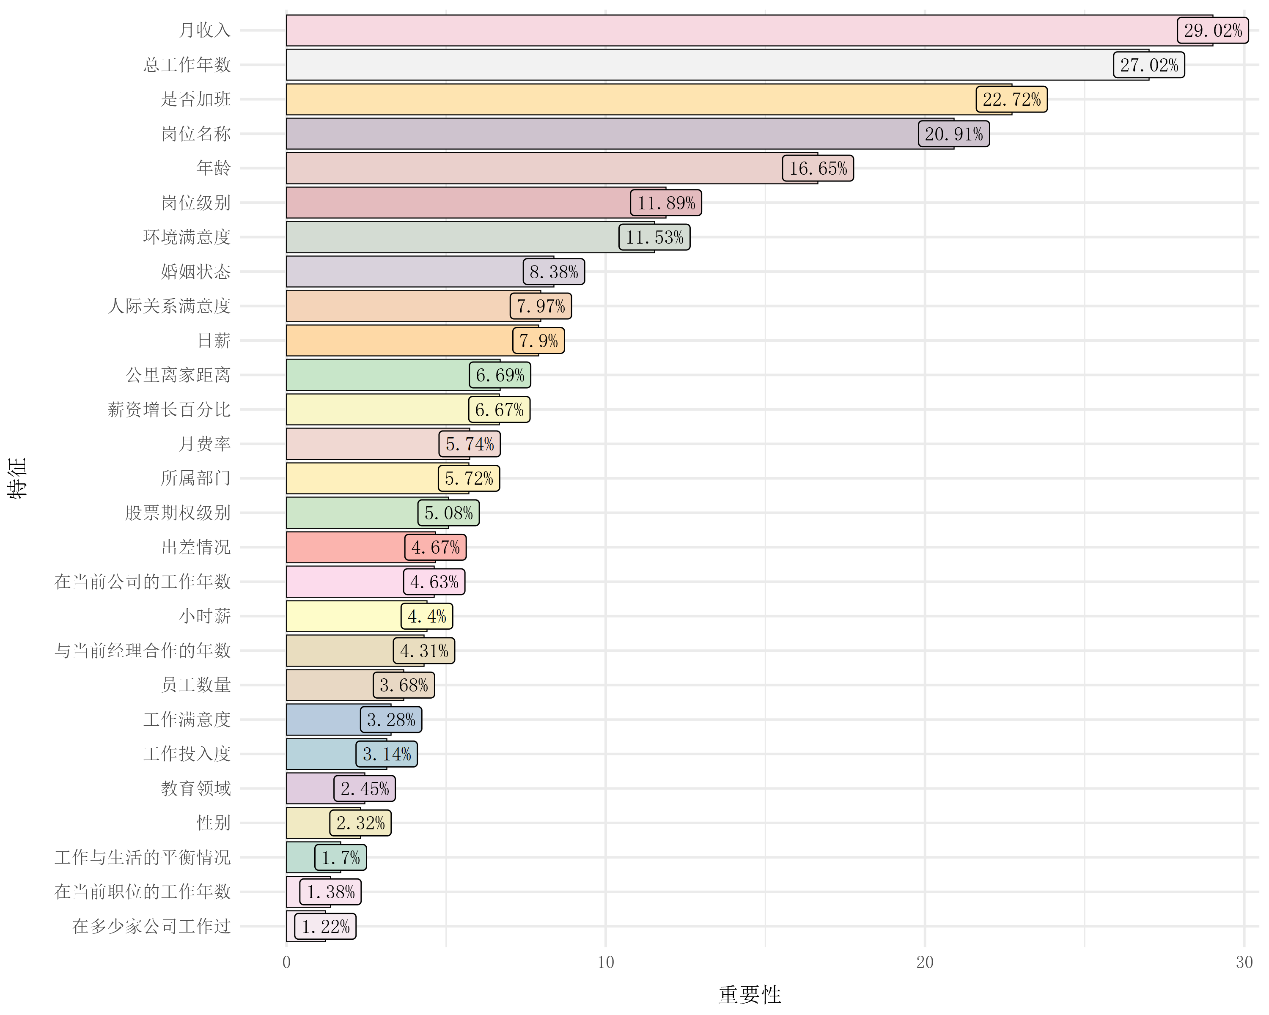 月收入 29.02%
总工作年数 27.02%
是否加班 22.72%
岗位名称 20.91%
年龄 16.65%
岗位级别 11.89%
环境满意度 11.53%
婚姻状态 8.38%
人际关系满意度 7.97%
日薪 7.9%
公里离家距离 6.69%
薪资增长百分比 6.67%
月费率 5.74%
所属部门 5.72%
股票期权级别 5.08%
出差情况 4.67%
在当前公司的工作年数 4.63%
小时薪 4.4%
与当前经理合作的年数 4.31%
员工数量 3.68%
工作满意度 3.28%
工作投入度 3.14%
教育领域 2.45%
性别 2.32%
工作与生活的平衡情况 1.7%
在当前职位的工作年数 1.38%
在多少家公司工作过 1.22%
特征
0 10 20 30
重要性